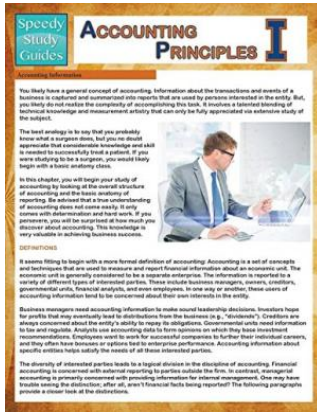 Speedy
Study
Guides
Accounting
Principles I
Accounting Information
You likely have a general concept of accounting. Information about the transactions and events of a
business is captured and summarized into reports that are used by persons interested in the entity. But,
you likely do not realize the complexity of accomplishing this task. It involves a talented blending of
technical knowledge and measurement artistry that can only be fully appreciated via extensive study of
the subject.
The best analogy is to say that you probably
know what a surgeon does, but you no doubt
appreciate that considerable knowledge and skill
is needed to successfully treat a patient. If you
were studying to be a surgeon, you would likely
begin with a basic anatomy class.
In this chapter, you will begin your study of
accounting by looking at the overall structure
of accounting and the basic anatomy of
reporting. Be advised that a true understanding
of accounting does not come easily. It only
comes with determination and hard work. If you
persevere, you will be surprised at how much you
discover about accounting. This knowledge is
very valuable in achieving business success.
DEFINITIONS
It seems fitting to begin with a more formal definition of accounting: Accounting is a set of concepts
and techniques that are used to measure and report financial information about an economic unit. The
economic unit is generally considered to be a separate enterprise. The information is reported to a
variety of different types of interested parties. These include business managers, owners, creditors,
governmental units, financial analysts, and even employees. In one way or another, these users of
accounting information tend to be concerned about their own interests in the entity.
Business managers need accounting information to make sound leadership decisions. Investors hope
for profits that may eventually lead to distributions from the business (e.g., "dividends"). Creditors are
always concerned about the entity's ability to repay its obligations. Governmental units need information
to tax and regulate. Analysts use accounting data to form opinions on which they base investment
recommendations. Employees want to work for successful companies to further their individual careers,
and they often have bonuses or options tied to enterprise performance. Accounting information about
specific entities helps satisfy the needs of all these interested parties.
The diversity of interested parties leads to a logical division in the discipline of accounting. Financial
accounting is concerned with external reporting to parties outside the firm. In contrast, managerial
accounting is primarily concerned with providing information for internal management. One may have
trouble seeing the distinction; after all, aren't financial facts being reported? The following paragraphs
provide a closer look at the distinctions.